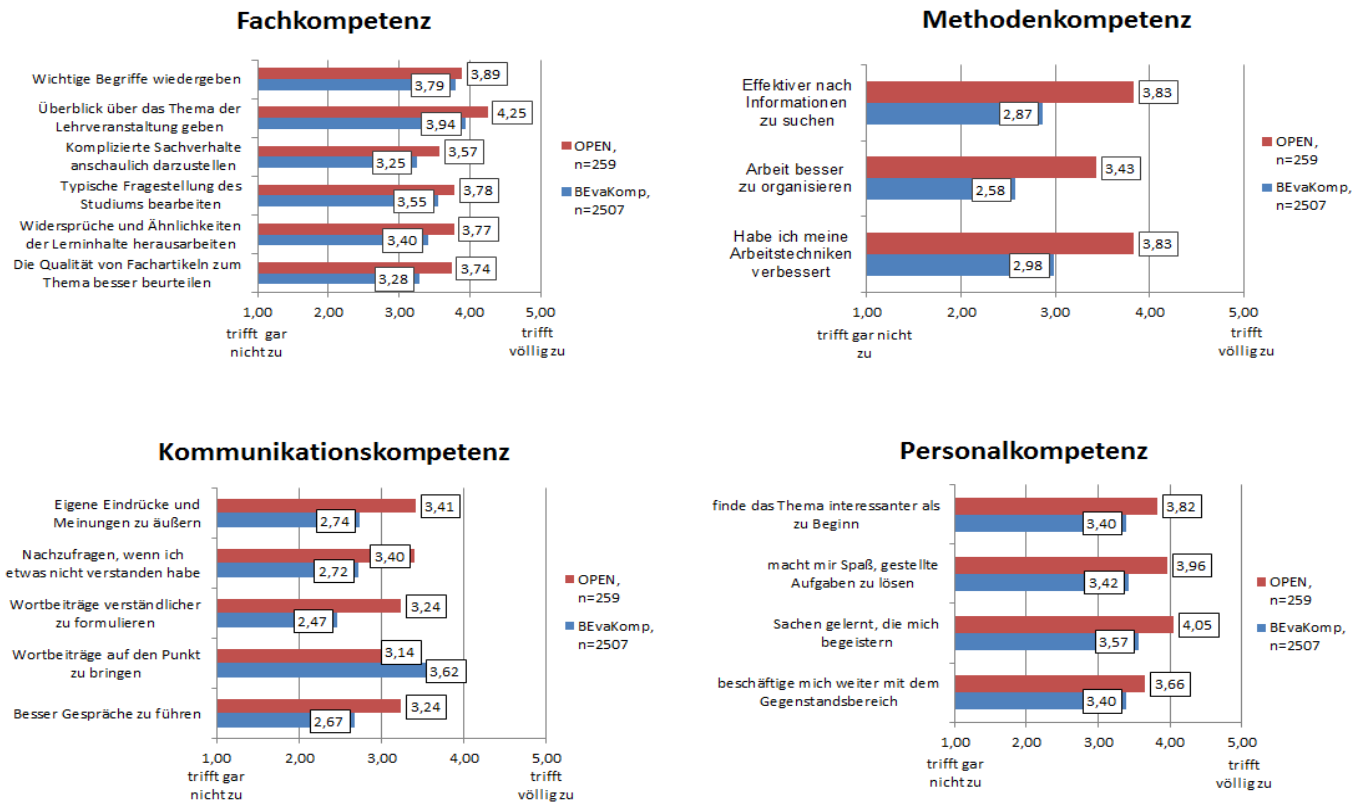 Fachkompetenz
Wichtige Begriffe wiedergeben
3,89
3,79
Überblick über das Thema der
Lehrveranstaltung geben
4,25
3,94
Komplizierte Sachverhalte
anschaulich darzustellen
3,57
3,25
Typische Fragestellung des
Studiums bearbeiten
3,78
3,55
Widersprüche und Ähnlichkeiten
der Lerninhalte herausarbeiten
3,77
3,40
Die Qualität von Fachartikeln zum
Thema besser beurteilen
3,74
3,28
1,00 2,00 3,00 4,00 5,00
trifft gar
nicht zu
trifft
völlig zu
OPEN,
n=259
BEvaKomp,
n=2507
Methodenkompetenz
Effektiver nach
Informationen
zu suchen
3,83
2,87
Arbeit besser
zu organisieren
3,43
2,58
Habe ich meine
Arbeitstechniken
verbessert
3,83
2,98
1,00 2,00 3,00 4,00 5,00
trifft gar nicht
zu
trifft
völlig zu
OPEN,
n=259
BEvaKomp,
n=2507
Kommunikationskompetenz
Eigene Eindrücke und
Meinungen zu äußern
3,41
2,74
Nachzufragen, wenn ich
etwas nicht verstanden habe
3,40
2,72
Wortbeiträge verständlicher
zu formulieren
3,24
2,47
Wortbeiträge auf den Punkt
zu bringen
3,14
3,62
Besser Gespräche zu führen
3,24
2,67
1,00 2,00 3,00 4,00 5,00
trifft gar
nicht zu
trifft
völlig zu
OPEN,
n=259
BEvaKomp,
n=2507
Personalkompetenz
finde das Thema interessanter als
zu Beginn
3,82
3,40
macht mir Spaß, gestellte
Aufgaben zu lösen
3,96
3,42
Sachen gelernt, die mich
begeistern
4,05
3,57
beschäftige mich weiter mit dem
Gegenstandsbereich
3,66
3,40
1,00 2,00 3,00 4,00 5,00
trifft gar
nicht zu
trifft
völlig zu
OPEN,
n=259
BEvaKomp,
n=2507